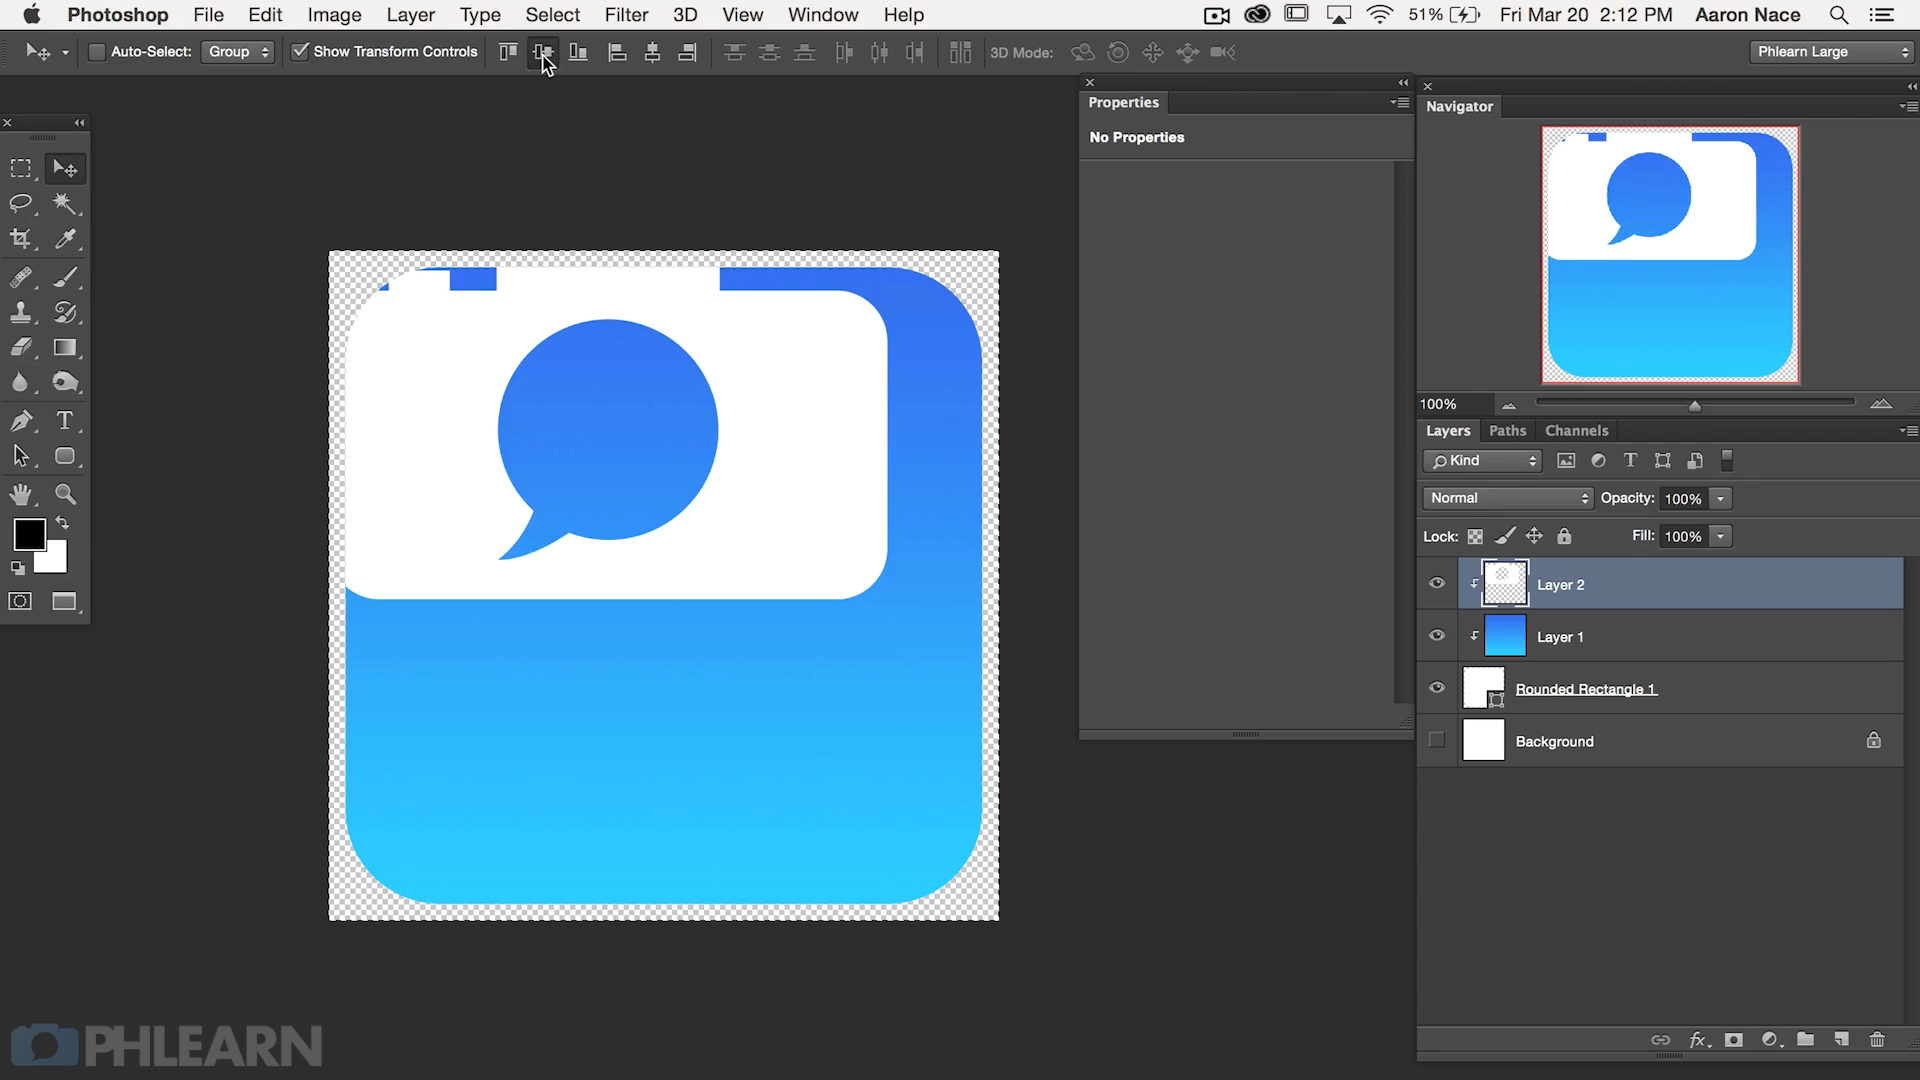 Photoshop File Edit Image Layer Type Select Filter 3D View Window Help 51% Fri Mar 20 2:12 PM Aaron Nace
Auto-Select: Group Show Transform Controls 3D Mode: Phlearn Large
Properties
No Properties
Navigator
100%
Layers Paths Channels
Kind T
Normal Opacity: 100%
Lock: Fill: 100%
Layer 2
Layer 1
Rounded Rectangle 1
Background
T
fx
PHLEARN